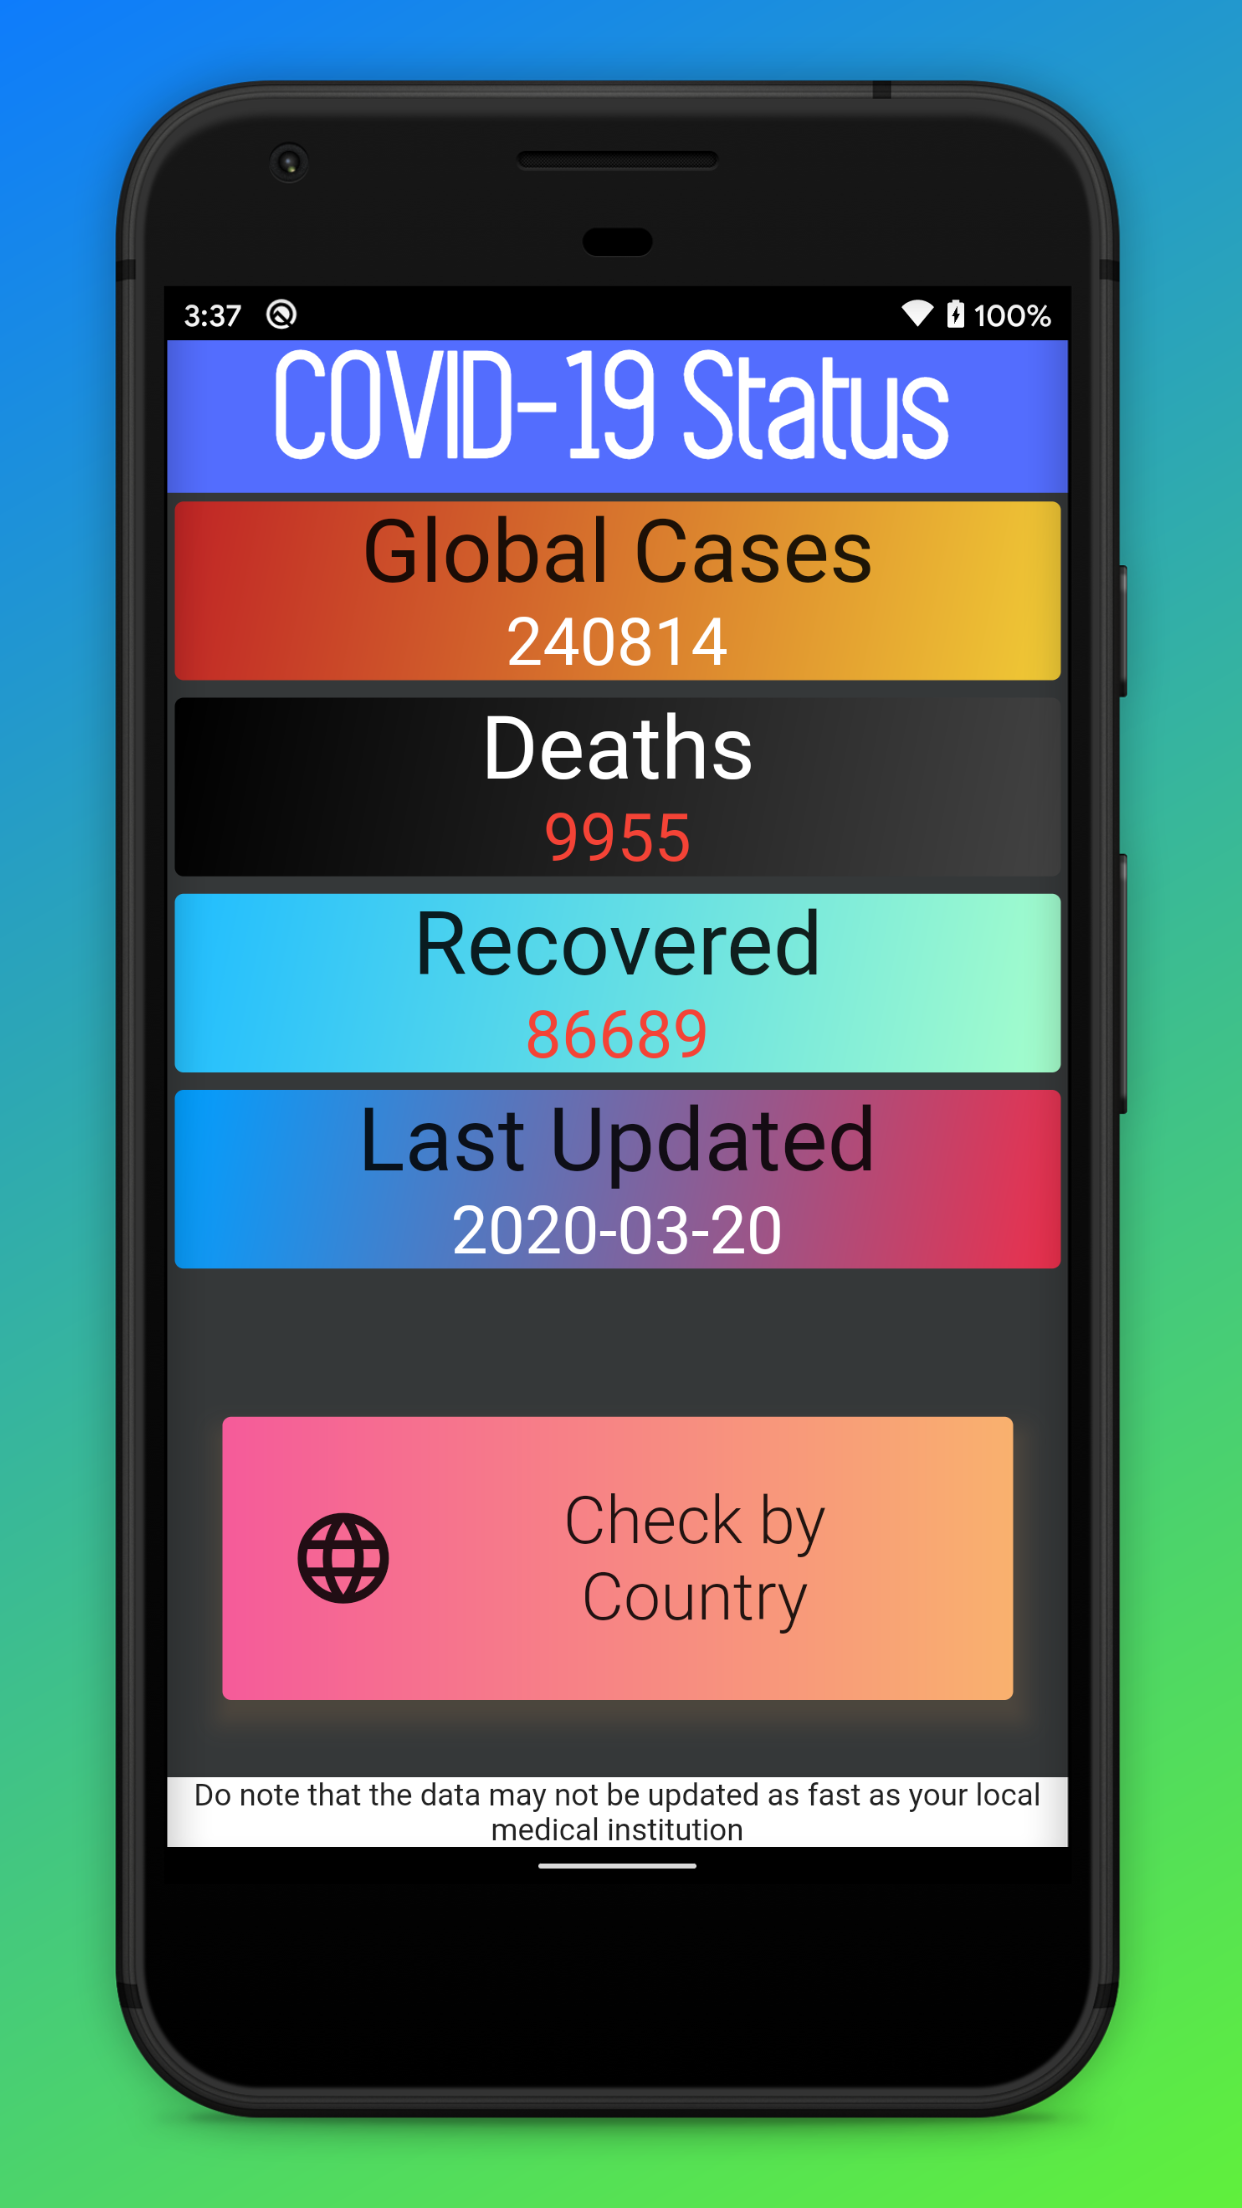 3:37 100%
COVID-19 Status
Global Cases
240814
Deaths
9955
Recovered
86689
Last Updated
2020-03-20
Check by
Country
Do note that the data may not be updated as fast as your local
medical institution